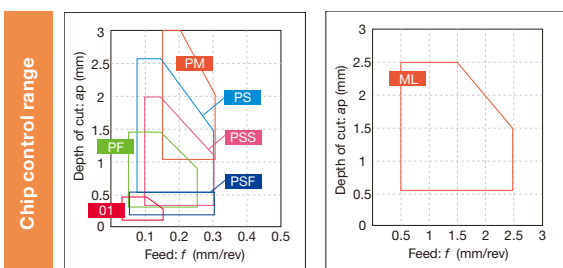 Chip control range
Depth of cut: ap (mm)
3
2.5
2
1.5
1
0.5
0
0.1 0.2 0.3 0.4 0.5
Feed: f (mm/rev)
PM
PS
PSS
PF
PSF
01
Depth of cut: ap (mm)
3
2.5
2
1.5
1
0.5
0
0.5 1 1.5 2 2.5 3
Feed: f (mm/rev)
ML